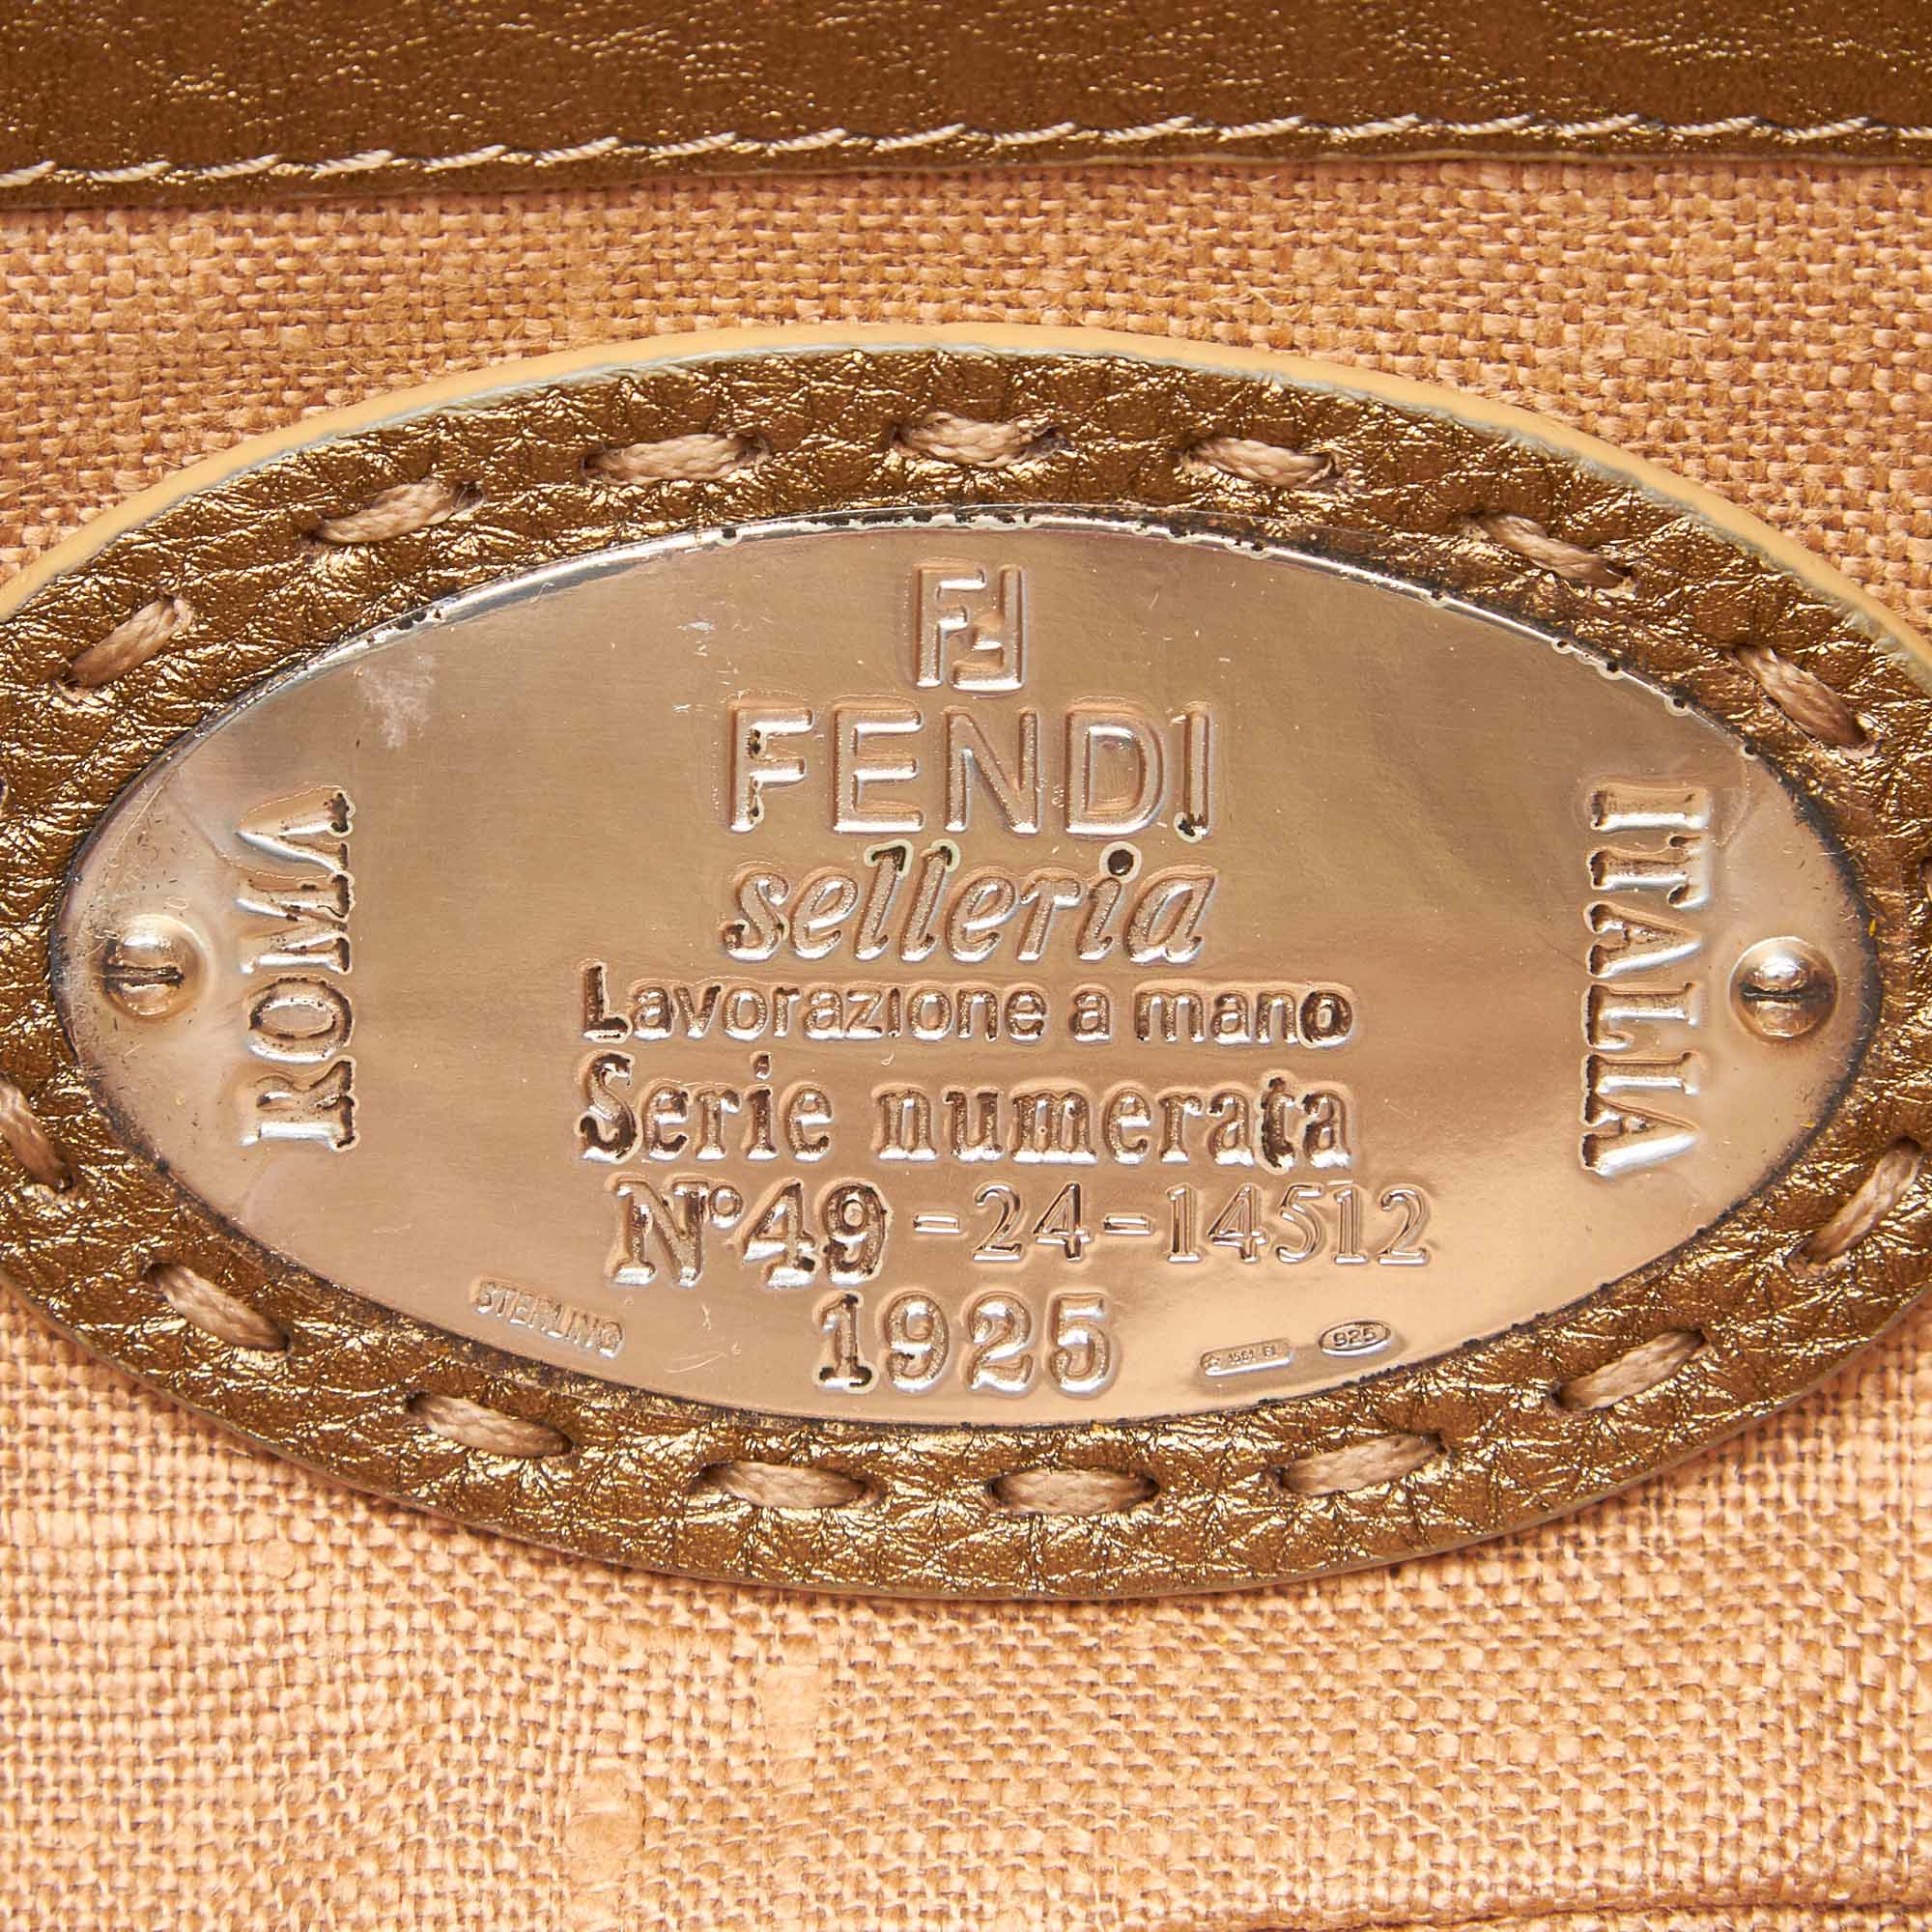 FF
FENDI
selleria
Lavorazione a mano
Serie numerata
N°49-24-14512
1925
ROMA
ITALIA
STERLING
925